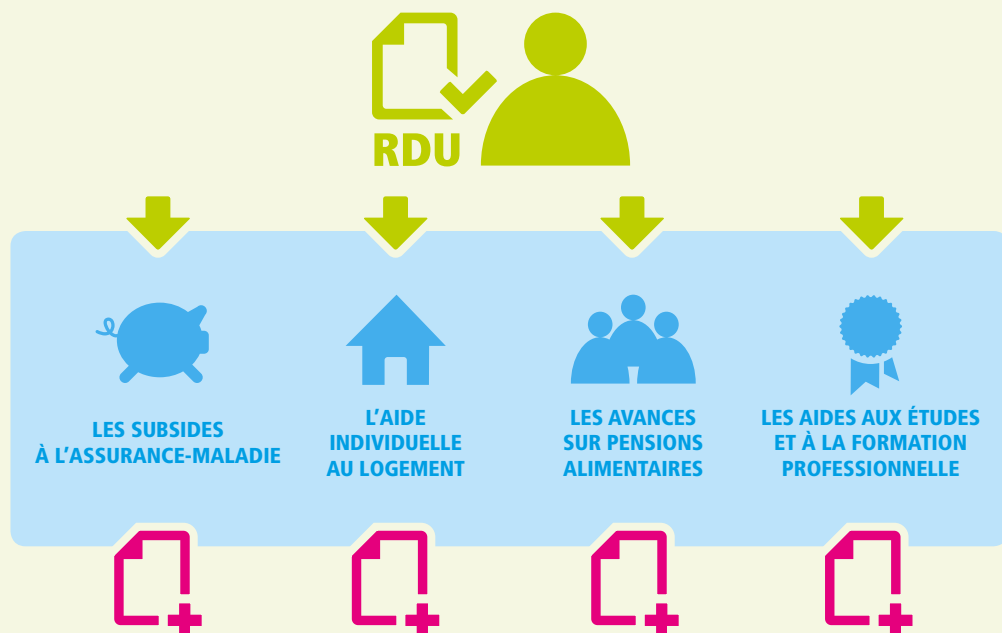 RDU
LES SUBSIDES
À L’ASSURANCE-MALADIE
L’AIDE
INDIVIDUELLE
AU LOGEMENT
LES AVANCES
SUR PENSIONS
ALIMENTAIRES
LES AIDES AUX ÉTUDES
ET À LA FORMATION
PROFESSIONNELLE